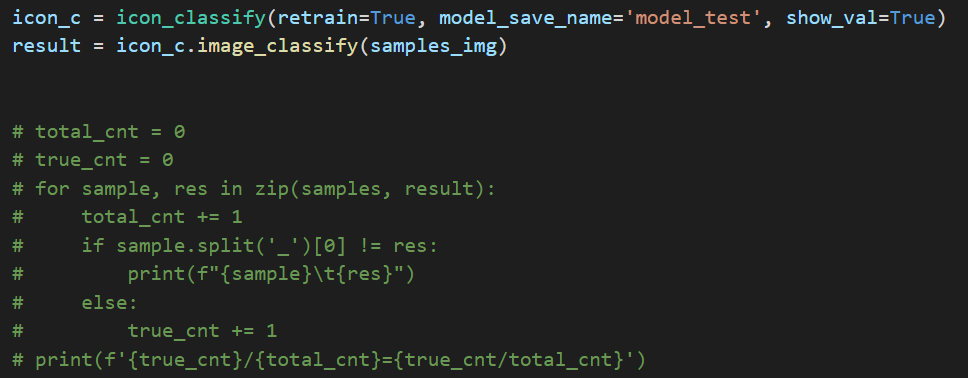 icon_c = icon_classify(retrain=True, model_save_name='model_test', show_val=True)
result = icon_c.image_classify(samples_img)
# total_cnt = 0
# true_cnt = 0
# for sample, res in zip(samples, result):
#     total_cnt += 1
#     if sample.split('_')[0] != res:
#         print(f"{sample}\t{res}")
#     else:
#         true_cnt += 1
# print(f'{true_cnt}/{total_cnt}={true_cnt/total_cnt}')